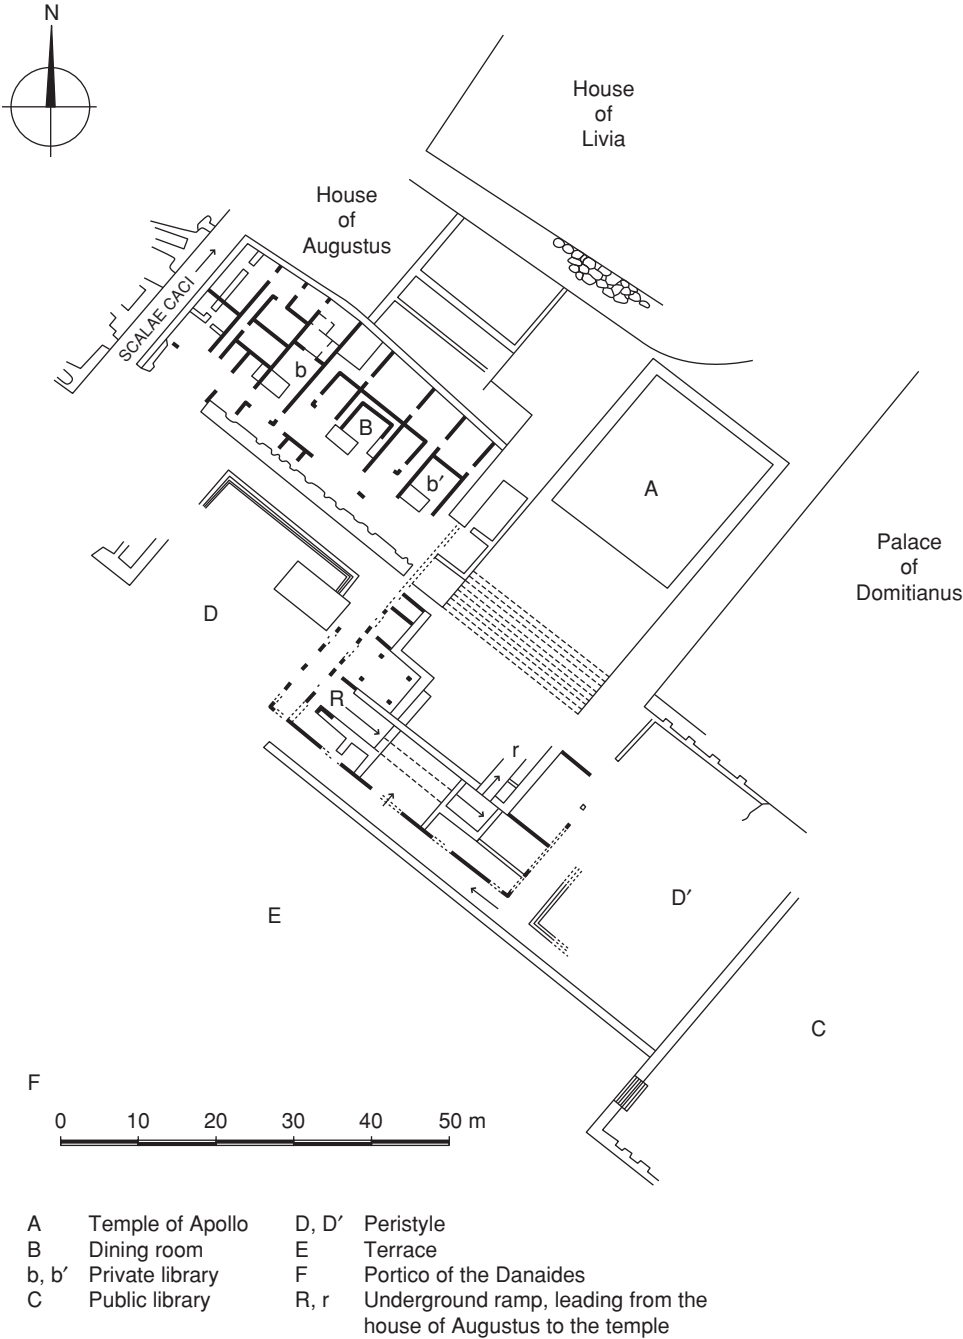 N
House
of
Livia
House
of
Augustus
SCALAE CACI
b
B
b′
A
Palace
of
Domitianus
D
R
r
D′
E
C
F
0 10 20 30 40 50 m
A Temple of Apollo
B Dining room
b, b′ Private library
C Public library
D, D′ Peristyle
E Terrace
F Portico of the Danaides
R, r Underground ramp, leading from the
house of Augustus to the temple